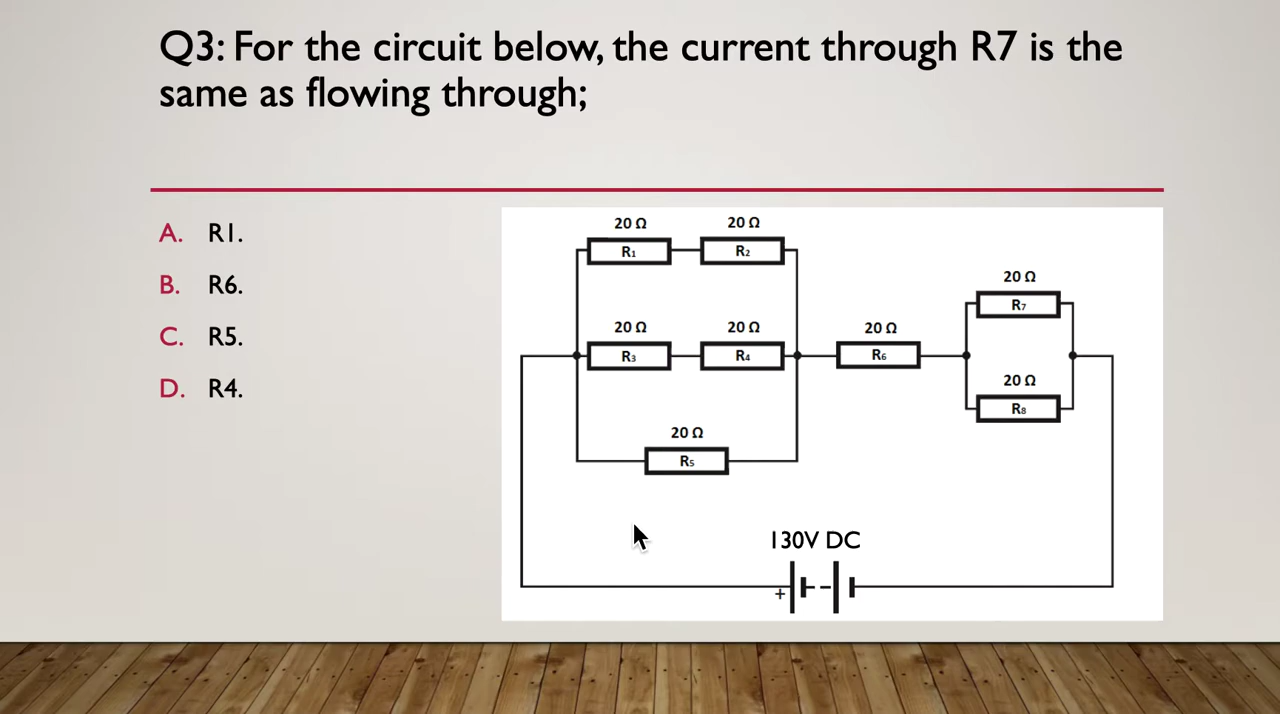 Q3: For the circuit below, the current through R7 is the
same as flowing through;
A. R1.
B. R6.
C. R5.
D. R4.
20 Ω 20 Ω
R₁ R₂
20 Ω
R₇
20 Ω 20 Ω 20 Ω
R₃ R₄ R₆
20 Ω
R₈
20 Ω
R₅
130V DC
+